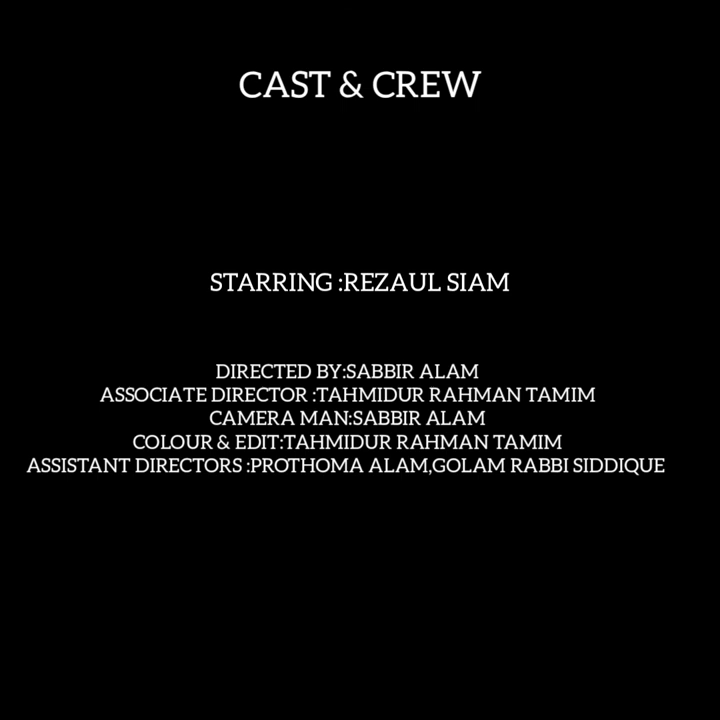 CAST & CREW
STARRING :REZAUL SIAM
DIRECTED BY:SABBIR ALAM
ASSOCIATE DIRECTOR :TAHMIDUR RAHMAN TAMIM
CAMERA MAN:SABBIR ALAM
COLOUR & EDIT:TAHMIDUR RAHMAN TAMIM
ASSISTANT DIRECTORS :PROTHOMA ALAM,GOLAM RABBI SIDDIQUE